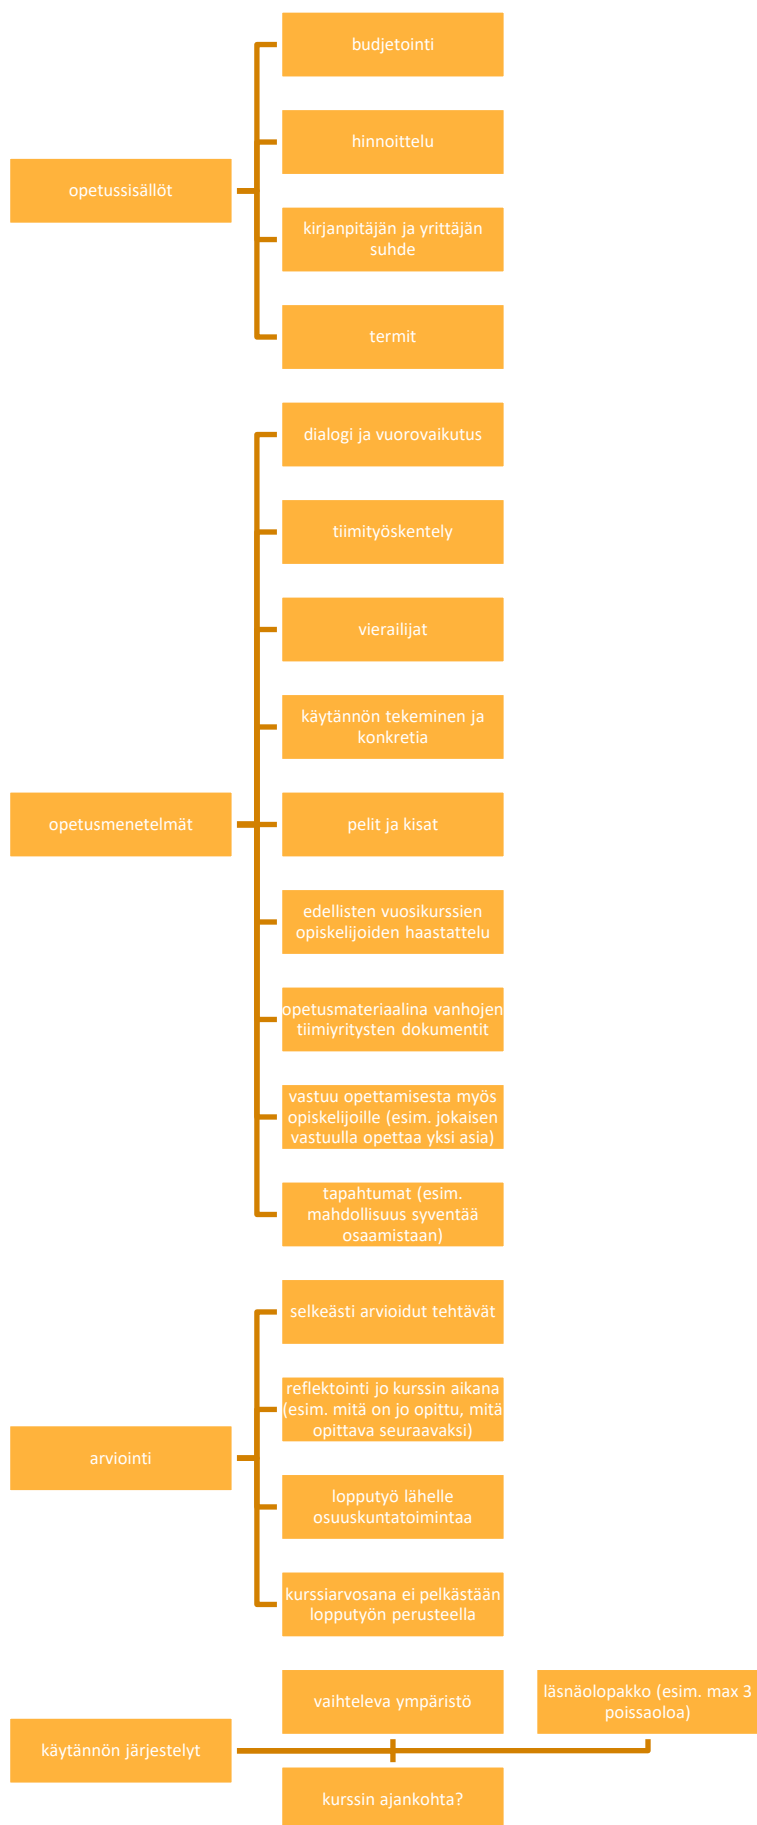 opetussisällöt
budjetointi
hinnoittelu
kirjanpitäjän ja yrittäjän
suhde
termit
opetusmenetelmät
dialogi ja vuorovaikutus
tiimityöskentely
vierailijat
käytännön tekeminen ja
konkretia
pelit ja kisat
edellisten vuosikurssien
opiskelijoiden haastattelu
opetusmateriaalina vanhojen
tiimiyritysten dokumentit
vastuu opettamisesta myös
opiskelijoille (esim. jokaisen
vastuulla opettaa yksi asia)
tapahtumat (esim.
mahdollisuus syventää
osaamistaan)
arviointi
selkeästi arvioidut tehtävät
reflektointi jo kurssin aikana
(esim. mitä on jo opittu, mitä
opittava seuraavaksi)
lopputyö lähelle
osuuskuntatoimintaa
kurssiarvosana ei pelkästään
lopputyön perusteella
käytännön järjestelyt
vaihteleva ympäristö
läsnäolopakko (esim. max 3
poissaoloa)
kurssin ajankohta?